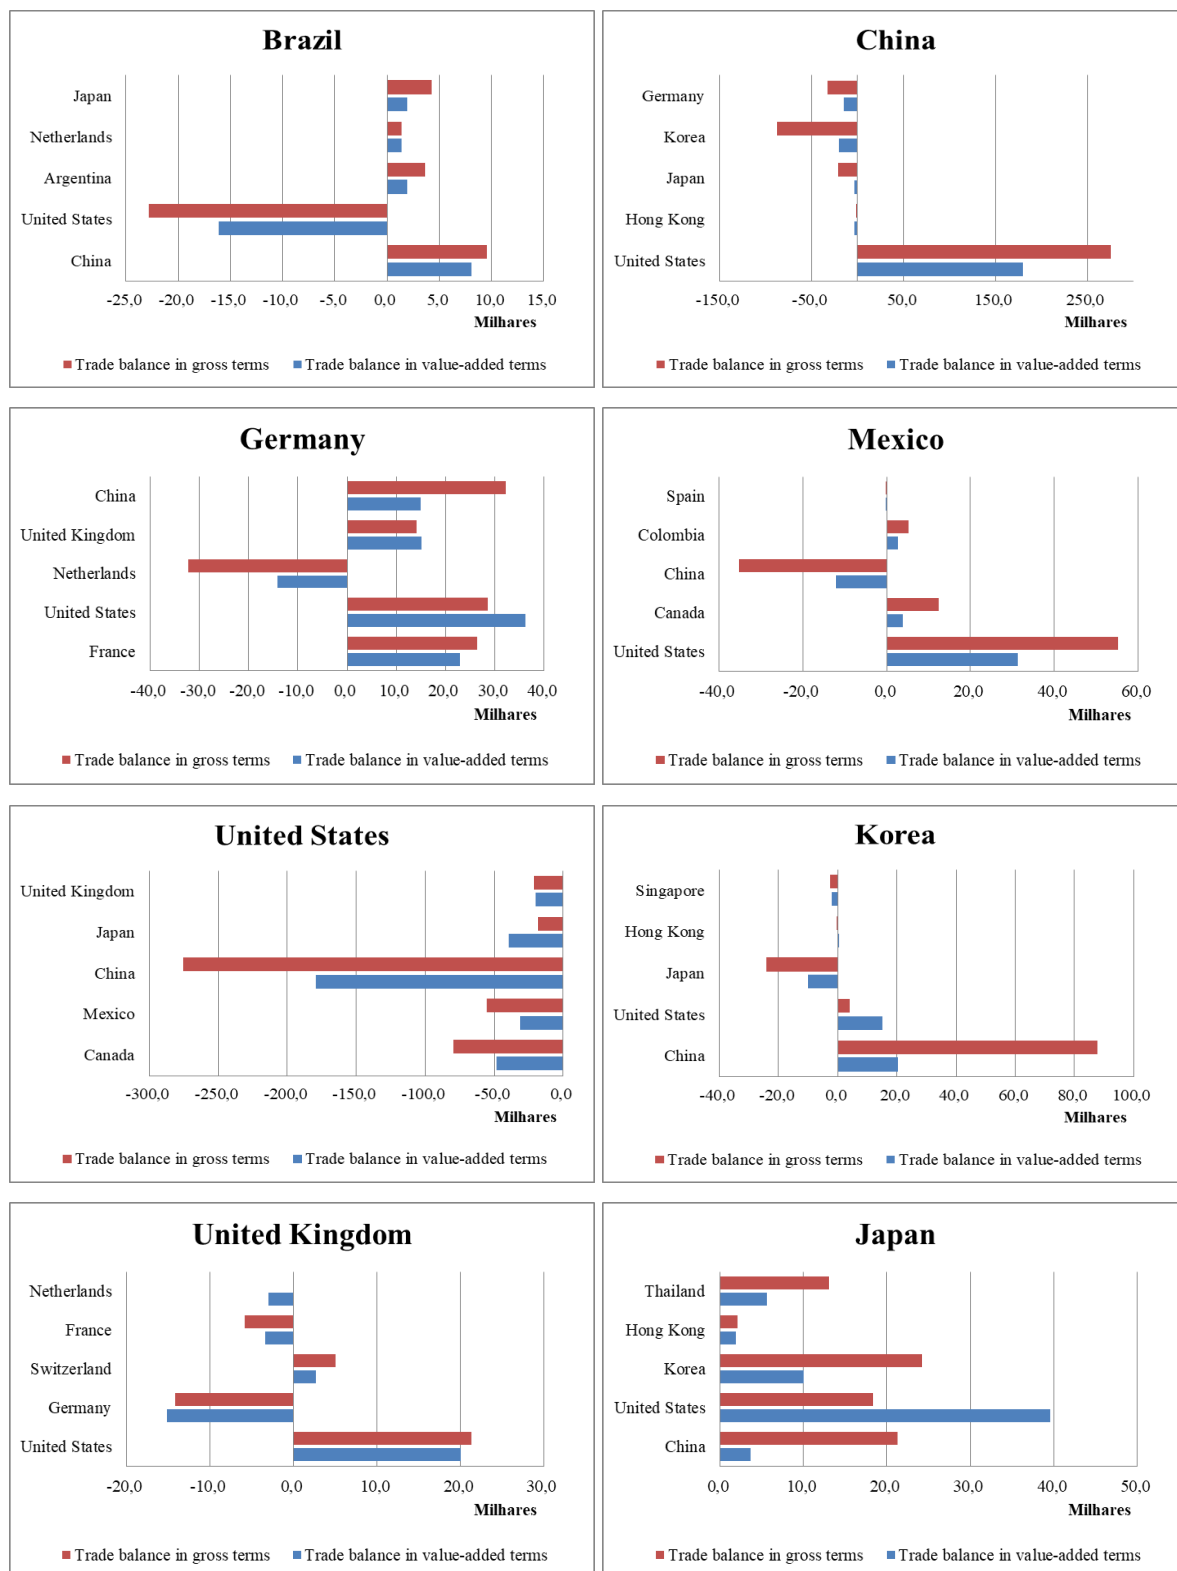 Brazil
Japan
Netherlands
Argentina
United States
China
-25,0 -20,0 -15,0 -10,0 -5,0 0,0 5,0 10,0 15,0
Milhares
Trade balance in gross terms Trade balance in value-added terms
China
Germany
Korea
Japan
Hong Kong
United States
-150,0 -50,0 50,0 150,0 250,0
Milhares
Trade balance in gross terms Trade balance in value-added terms
Germany
China
United Kingdom
Netherlands
United States
France
-40,0 -30,0 -20,0 -10,0 0,0 10,0 20,0 30,0 40,0
Milhares
Trade balance in gross terms Trade balance in value-added terms
Mexico
Spain
Colombia
China
Canada
United States
-40,0 -20,0 0,0 20,0 40,0 60,0
Milhares
Trade balance in gross terms Trade balance in value-added terms
United States
United Kingdom
Japan
China
Mexico
Canada
-300,0 -250,0 -200,0 -150,0 -100,0 -50,0 0,0
Milhares
Trade balance in gross terms Trade balance in value-added terms
Korea
Singapore
Hong Kong
Japan
United States
China
-40,0 -20,0 0,0 20,0 40,0 60,0 80,0 100,0
Milhares
Trade balance in gross terms Trade balance in value-added terms
United Kingdom
Netherlands
France
Switzerland
Germany
United States
-20,0 -10,0 0,0 10,0 20,0 30,0
Milhares
Trade balance in gross terms Trade balance in value-added terms
Japan
Thailand
Hong Kong
Korea
United States
China
0,0 10,0 20,0 30,0 40,0 50,0
Milhares
Trade balance in gross terms Trade balance in value-added terms